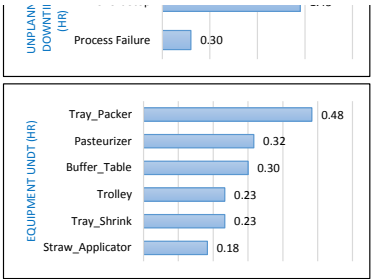 UNPLANN
DOWNTI
(HR)
Process Failure 0.30
EQUIPMENT UNDT (HR)
Tray_Packer 0.48
Pasteurizer 0.32
Buffer_Table 0.30
Trolley 0.23
Tray_Shrink 0.23
Straw_Applicator 0.18